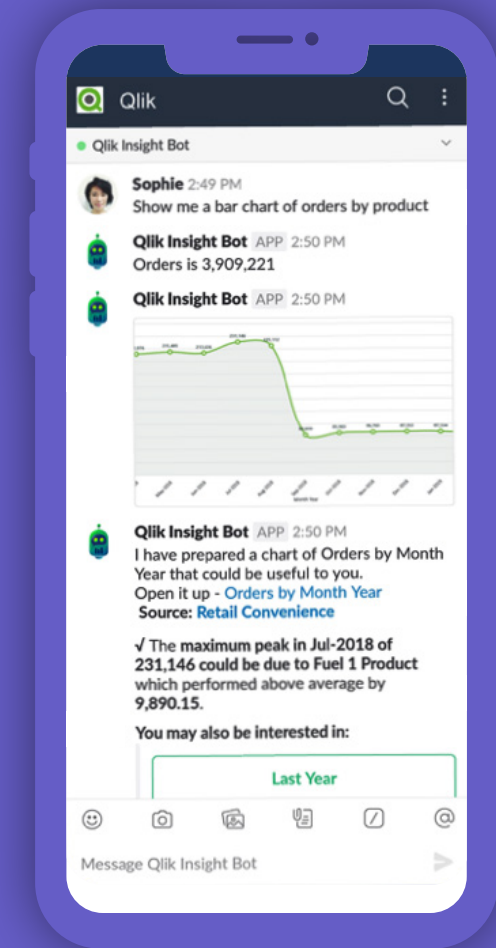 Qlik
Qlik Insight Bot
Sophie 2:49 PM
Show me a bar chart of orders by product
Qlik Insight Bot APP 2:50 PM
Orders is 3,909,221
Qlik Insight Bot APP 2:50 PM
Month Year
Qlik Insight Bot APP 2:50 PM
I have prepared a chart of Orders by Month
Year that could be useful to you.
Open it up - Orders by Month Year
Source: Retail Convenience
√ The maximum peak in Jul-2018 of
231,146 could be due to Fuel 1 Product
which performed above average by
9,890.15.
You may also be interested in:
Last Year
Message Qlik Insight Bot